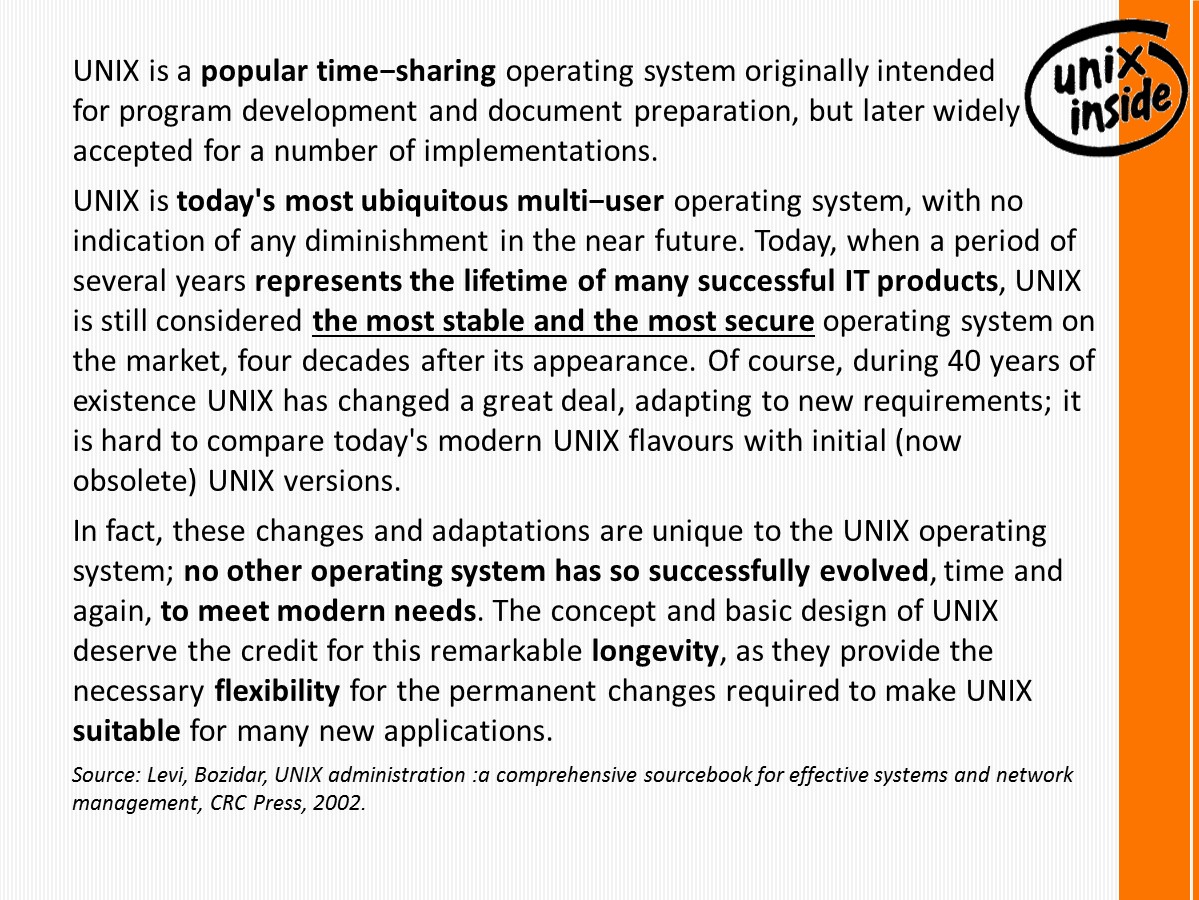 UNIX is a popular time–sharing operating system originally intended
for program development and document preparation, but later widely
accepted for a number of implementations.
unix
inside
UNIX is today's most ubiquitous multi–user operating system, with no
indication of any diminishment in the near future. Today, when a period of
several years represents the lifetime of many successful IT products, UNIX
is still considered the most stable and the most secure operating system on
the market, four decades after its appearance. Of course, during 40 years of
existence UNIX has changed a great deal, adapting to new requirements; it
is hard to compare today's modern UNIX flavours with initial (now
obsolete) UNIX versions.
In fact, these changes and adaptations are unique to the UNIX operating
system; no other operating system has so successfully evolved, time and
again, to meet modern needs. The concept and basic design of UNIX
deserve the credit for this remarkable longevity, as they provide the
necessary flexibility for the permanent changes required to make UNIX
suitable for many new applications.
Source: Levi, Bozidar, UNIX administration :a comprehensive sourcebook for effective systems and network
management, CRC Press, 2002.